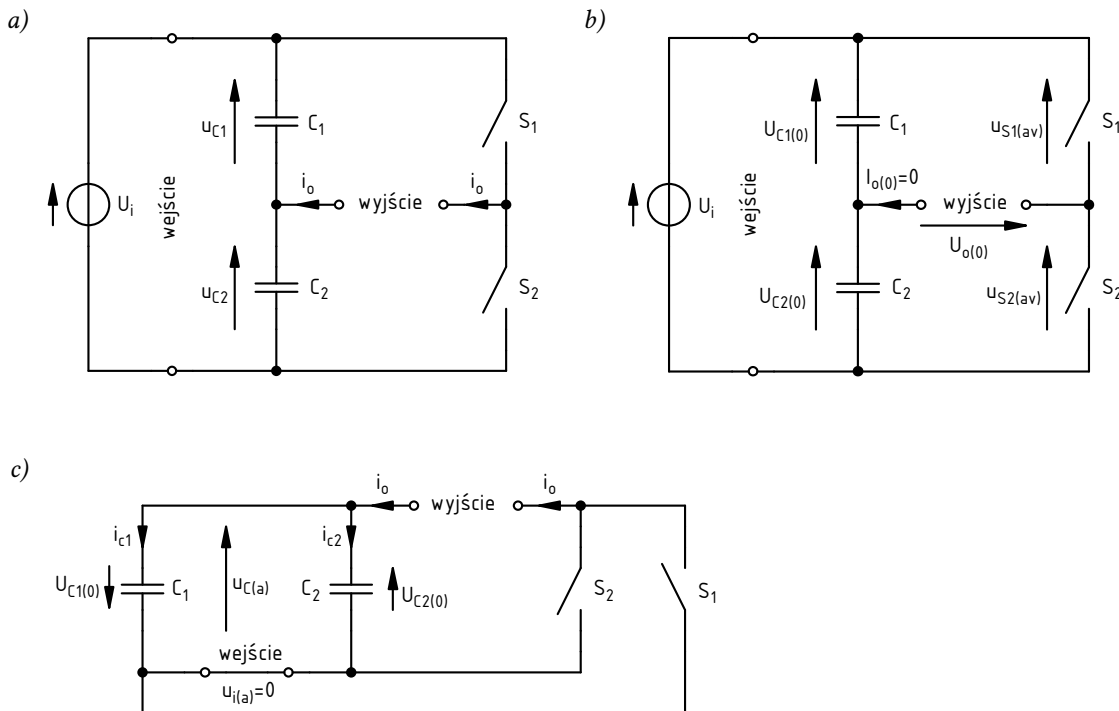 a)
b)
u_C1
C_1
S_1
i_o
wyjście
i_o
U_i
wejście
u_C2
C_2
S_2
U_C1(0)
C_1
u_S1(av)
S_1
I_o(0)=0
wyjście
U_i
wejście
U_o(0)
U_C2(0)
C_2
u_S2(av)
S_2
c)
i_o
wyjście
i_o
i_c1
i_c2
U_C1(0)
C_1
u_C(a)
C_2
U_C2(0)
S_2
S_1
wejście
u_i(a)=0